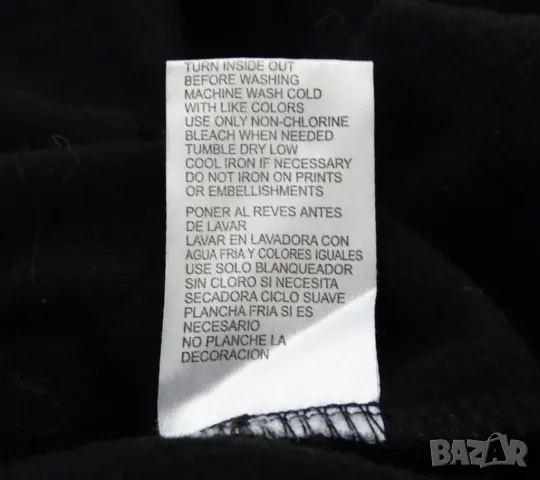 TURN INSIDE OUT
BEFORE WASHING
MACHINE WASH COLD
WITH LIKE COLORS
USE ONLY NON-CHLORINE
BLEACH WHEN NEEDED
TUMBLE DRY LOW
COOL IRON IF NECESSARY
DO NOT IRON ON PRINTS
OR EMBELLISHMENTS
PONER AL REVES ANTES
DE LAVAR
LAVAR EN LAVADORA CON
AGUA FRIA Y COLORES IGUALES
USE SOLO BLANQUEADOR
SIN CLORO SI NECESITA
SECADORA CICLO SUAVE
PLANCHA FRIA SI ES
NECESARIO
NO PLANCHE LA
DECORACION
BAZAR